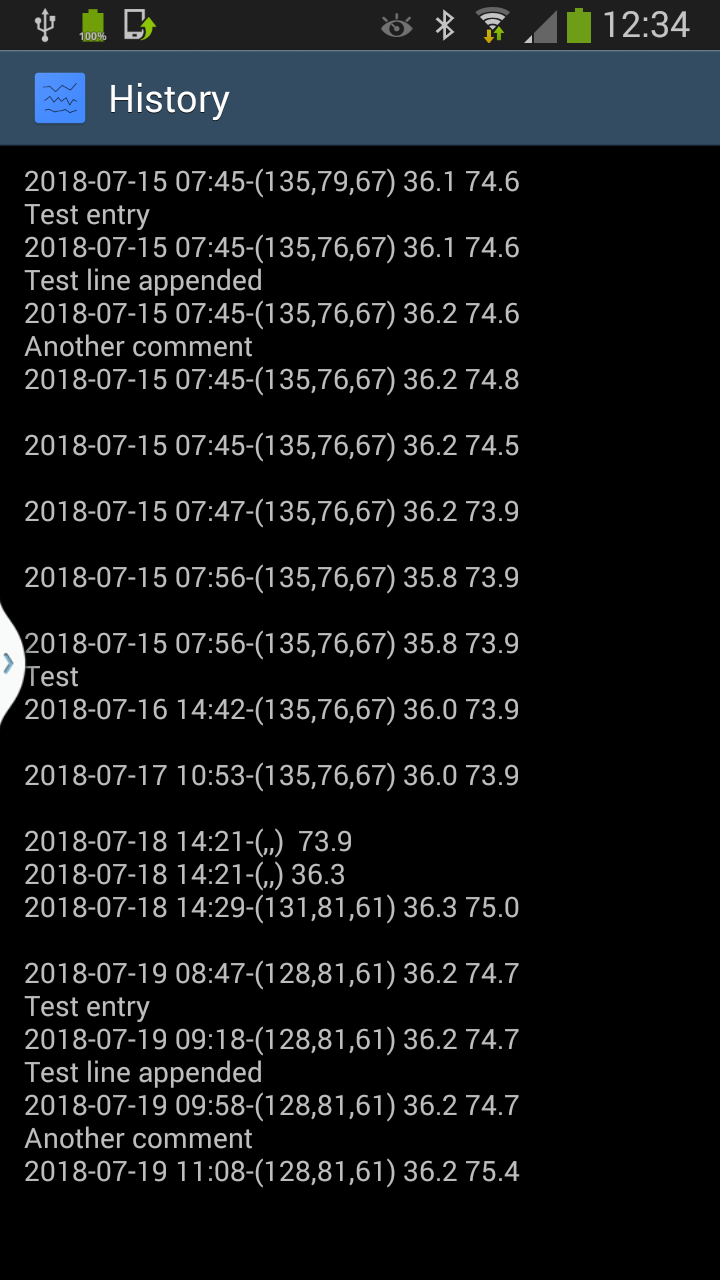 100%
12:34
History
2018-07-15 07:45-(135,79,67) 36.1 74.6
Test entry
2018-07-15 07:45-(135,76,67) 36.1 74.6
Test line appended
2018-07-15 07:45-(135,76,67) 36.2 74.6
Another comment
2018-07-15 07:45-(135,76,67) 36.2 74.8
2018-07-15 07:45-(135,76,67) 36.2 74.5
2018-07-15 07:47-(135,76,67) 36.2 73.9
2018-07-15 07:56-(135,76,67) 35.8 73.9
2018-07-15 07:56-(135,76,67) 35.8 73.9
Test
2018-07-16 14:42-(135,76,67) 36.0 73.9
2018-07-17 10:53-(135,76,67) 36.0 73.9
2018-07-18 14:21-(,,)  73.9
2018-07-18 14:21-(,,) 36.3
2018-07-18 14:29-(131,81,61) 36.3 75.0
2018-07-19 08:47-(128,81,61) 36.2 74.7
Test entry
2018-07-19 09:18-(128,81,61) 36.2 74.7
Test line appended
2018-07-19 09:58-(128,81,61) 36.2 74.7
Another comment
2018-07-19 11:08-(128,81,61) 36.2 75.4